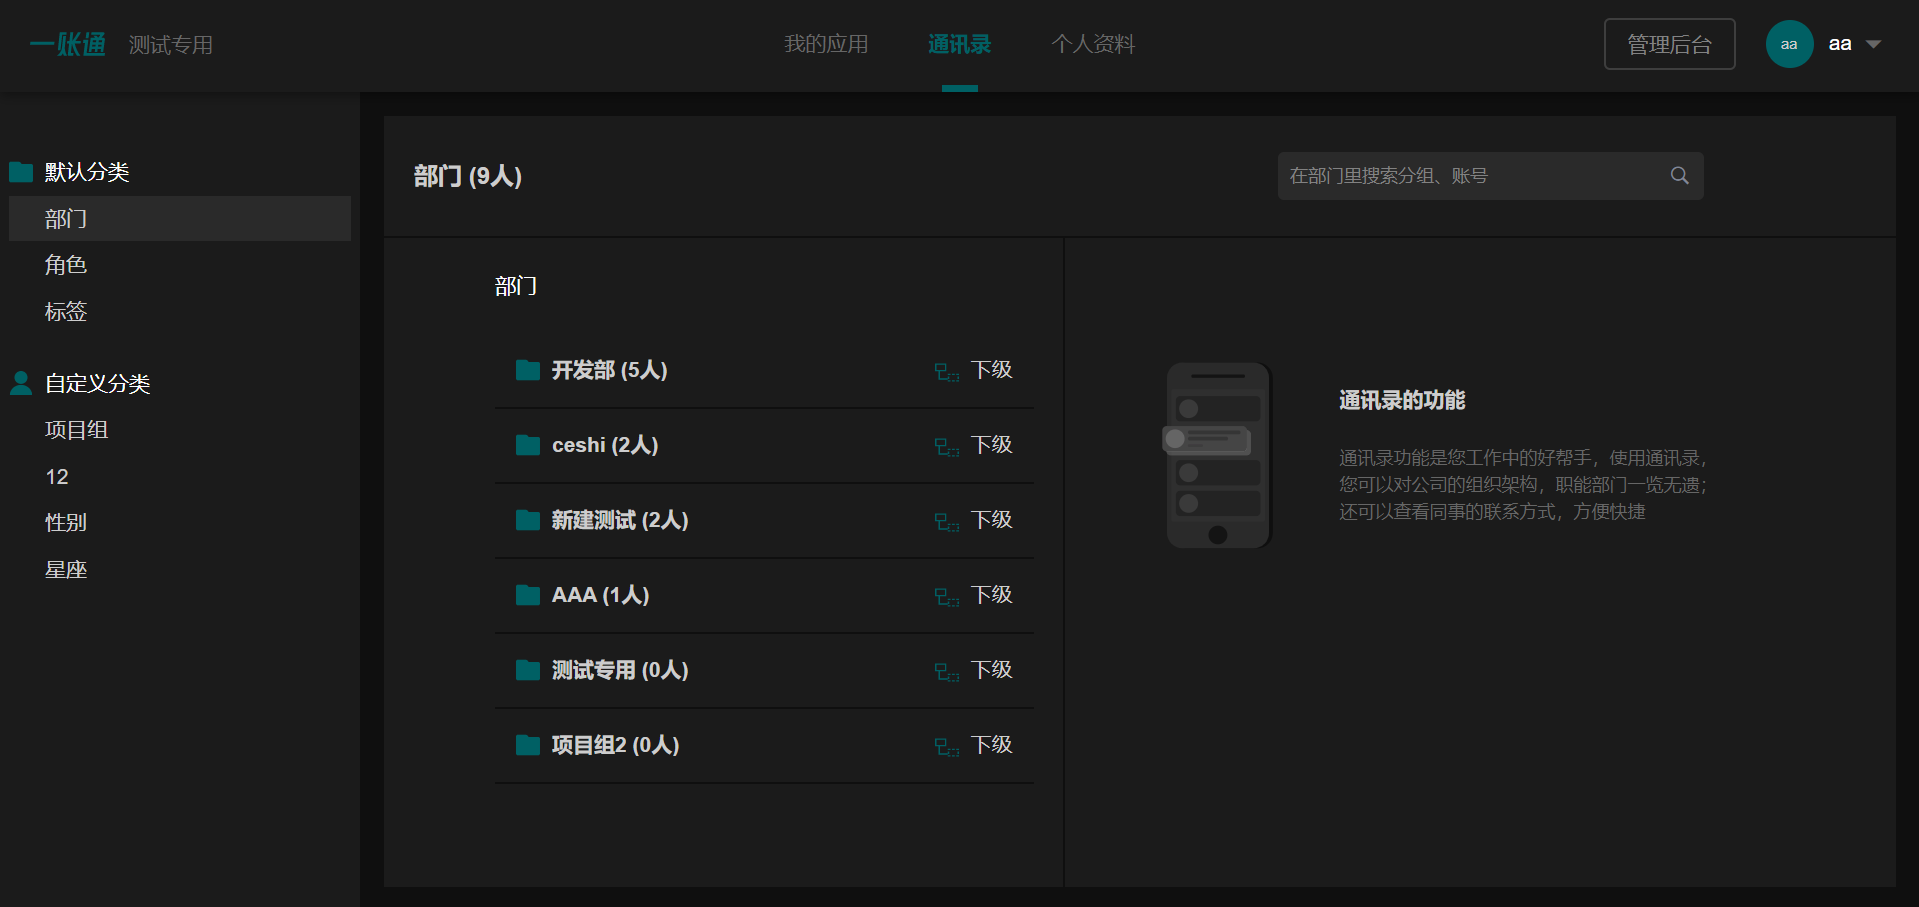 一账通 测试专用 我的应用 通讯录 个人资料 管理后台 aa aa
默认分类
部门
角色
标签
自定义分类
项目组
12
性别
星座
部门 (9人)
在部门里搜索分组、账号
部门
开发部 (5人) 下级
ceshi (2人) 下级
新建测试 (2人) 下级
AAA (1人) 下级
测试专用 (0人) 下级
项目组2 (0人) 下级
通讯录的功能
通讯录功能是您工作中的好帮手，使用通讯录，
您可以对公司的组织架构，职能部门一览无遗；
还可以查看同事的联系方式，方便快捷